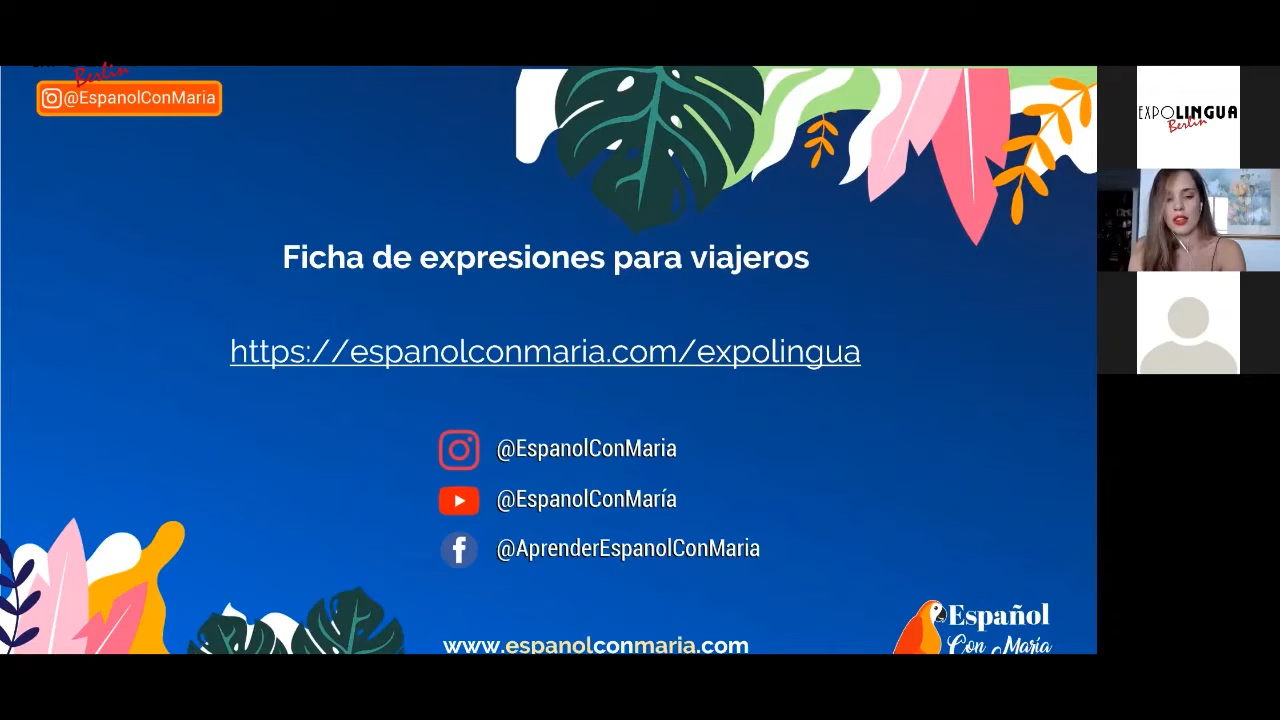 Berlin
@EspanolConMaria
EXPOLINGUA
Berlin
Ficha de expresiones para viajeros
https://espanolconmaria.com/expolingua
@EspanolConMaria
@EspanolConMaría
@AprenderEspanolConMaria
www.espanolconmaria.com
Español
Con María